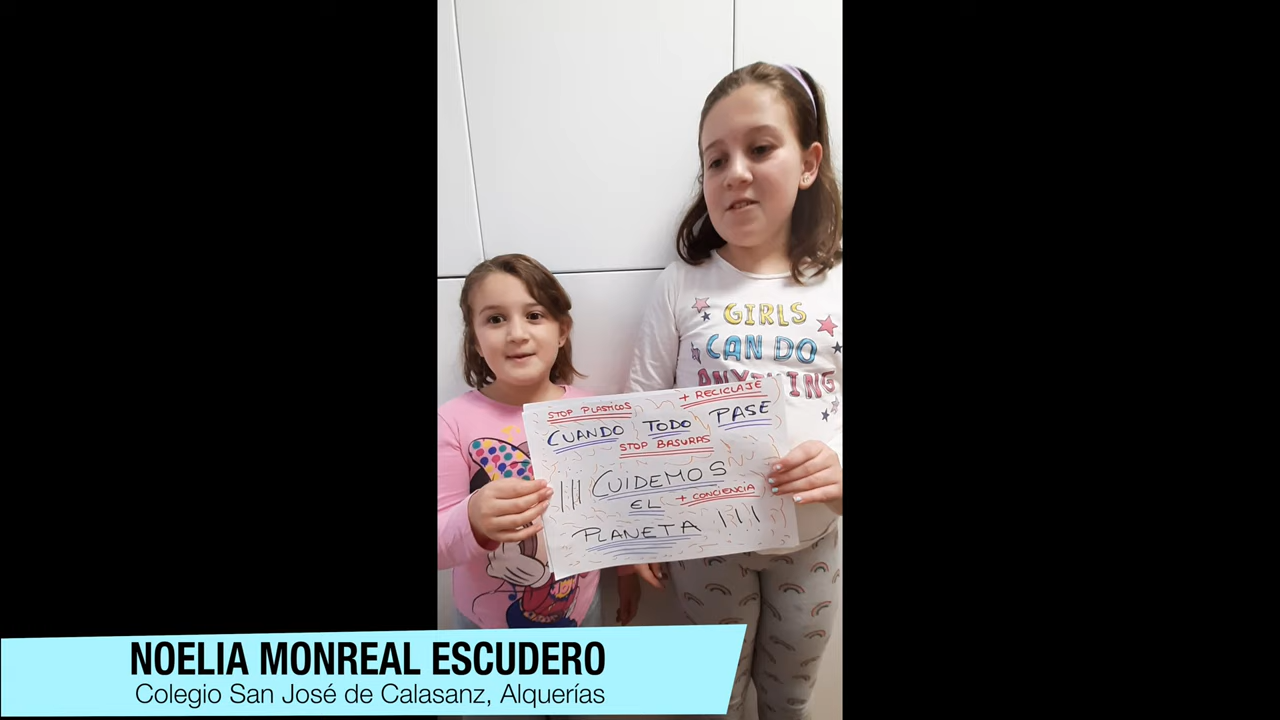 GIRLS
CAN DO
ANYTHING
STOP PLASTICOS + RECICLAJE
CUANDO TODO PASE
STOP BASURAS
¡¡¡ CUIDEMOS
EL + CONCIENCIA
PLANETA !!!
NOELIA MONREAL ESCUDERO
Colegio San José de Calasanz, Alquerías